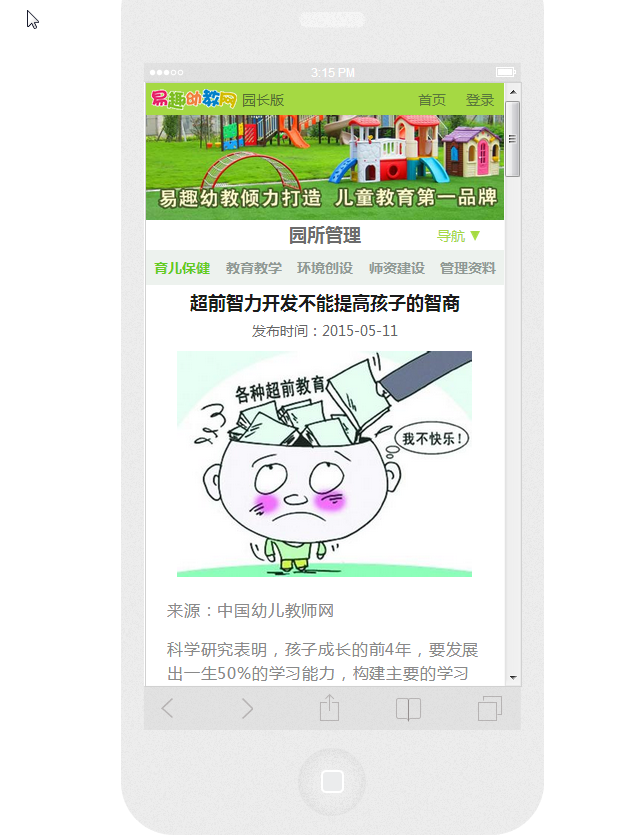 3:15 PM
易趣幼教网 园长版 首页 登录
易趣幼教倾力打造 儿童教育第一品牌
园所管理 导航 ▼
育儿保健 教育教学 环境创设 师资建设 管理资料
超前智力开发不能提高孩子的智商
发布时间：2015-05-11
各种超前教育
我不快乐!
来源：中国幼儿教师网
科学研究表明，孩子成长的前4年，要发展
出一生50%的学习能力，构建主要的学习